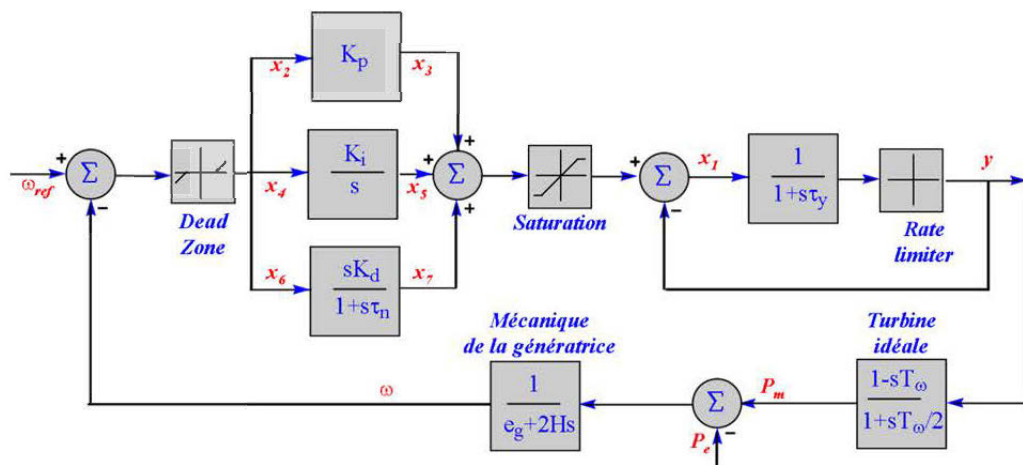 K_p
x_2
x_3
+
ω_ref
+
Σ
−
Dead
Zone
x_4
K_i
s
x_5
+
Σ
+
+
Saturation
+
Σ
−
x_1
1
1+sτ_y
Rate
limiter
y
x_6
sK_d
1+sτ_n
x_7
Mécanique
de la génératrice
Turbine
idéale
ω
1
e_g+2Hs
Σ
−
P_m
P_e
1-sT_ω
1+sT_ω/2